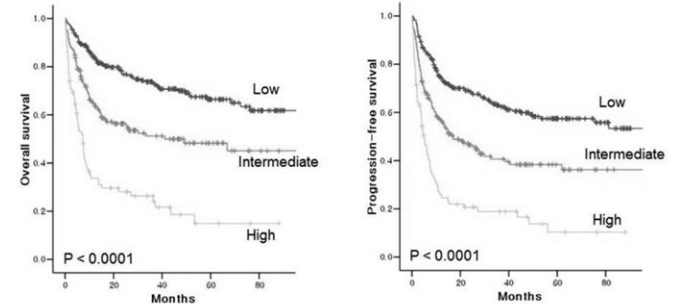 Overall survival
1.0
0.8
0.6
0.4
0.2
0.0
Low
Intermediate
High
P < 0.0001
0 20 40 60 80
Months
Progression-free survival
1.0
0.8
0.6
0.4
0.2
0.0
Low
Intermediate
High
P < 0.0001
0 20 40 60 80
Months